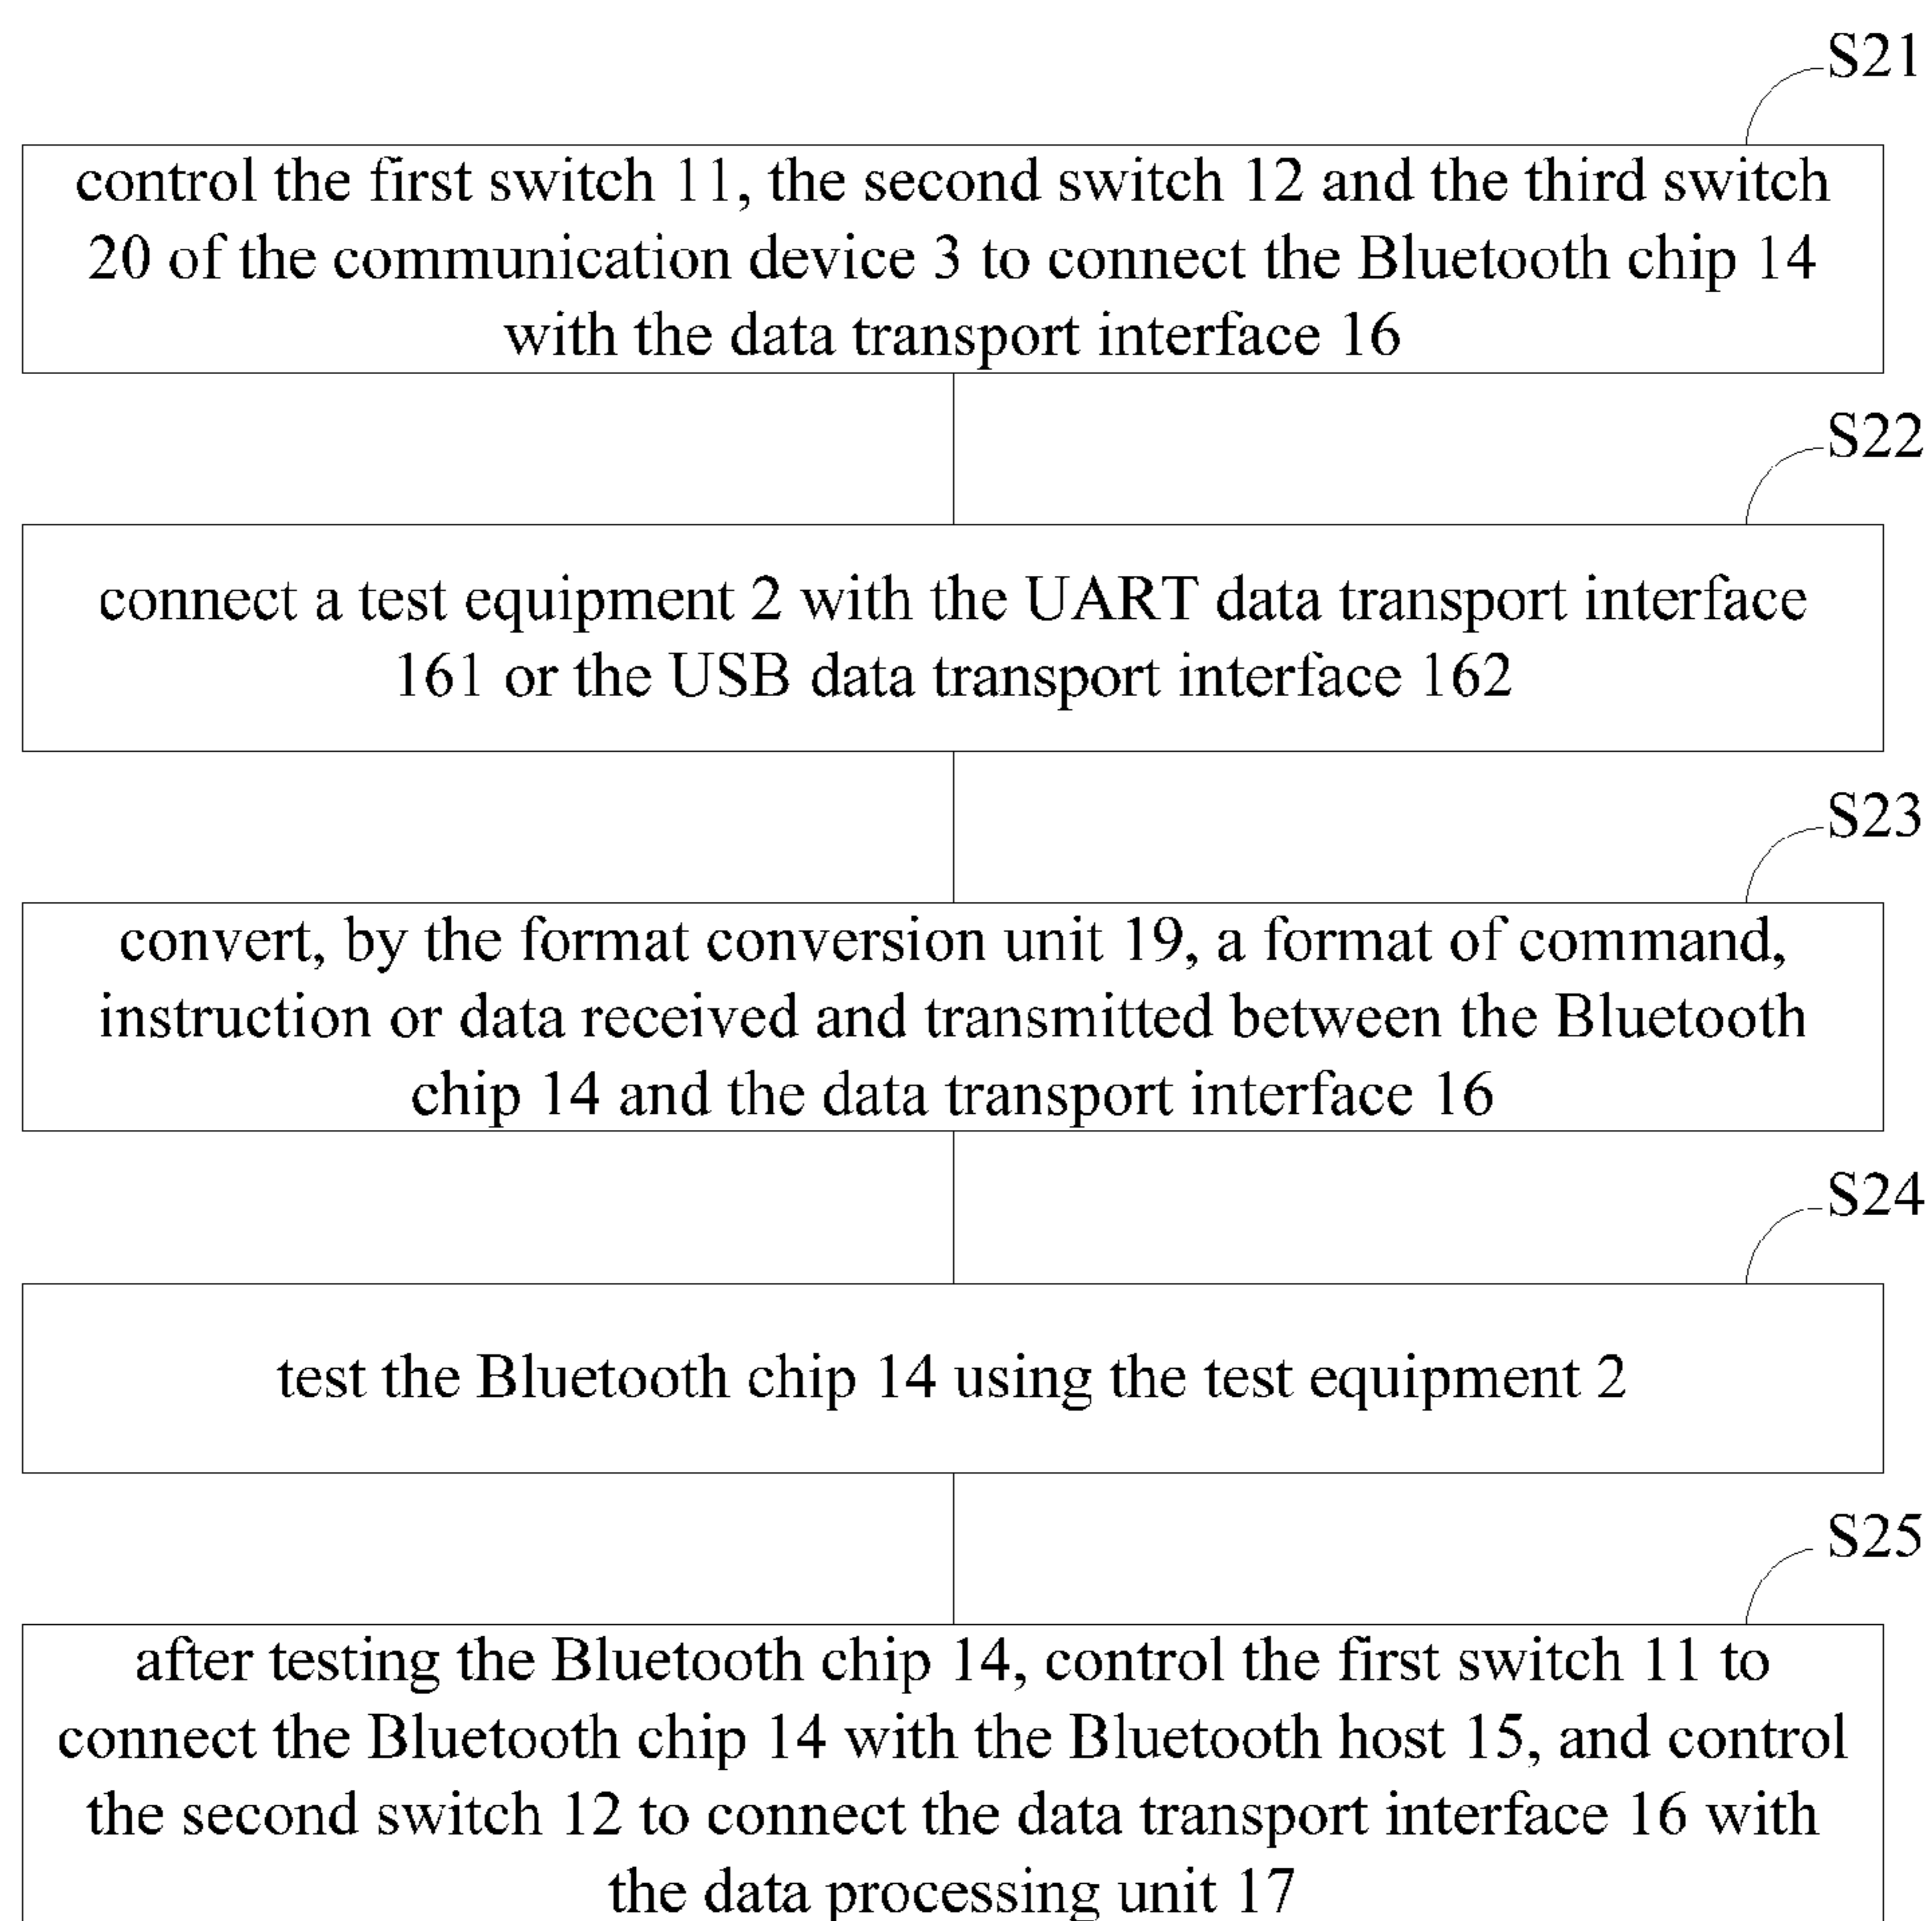 S21
control the first switch 11, the second switch 12 and the third switch
20 of the communication device 3 to connect the Bluetooth chip 14
with the data transport interface 16
S22
connect a test equipment 2 with the UART data transport interface
161 or the USB data transport interface 162
S23
convert, by the format conversion unit 19, a format of command,
instruction or data received and transmitted between the Bluetooth
chip 14 and the data transport interface 16
S24
test the Bluetooth chip 14 using the test equipment 2
S25
after testing the Bluetooth chip 14, control the first switch 11 to
connect the Bluetooth chip 14 with the Bluetooth host 15, and control
the second switch 12 to connect the data transport interface 16 with
the data processing unit 17